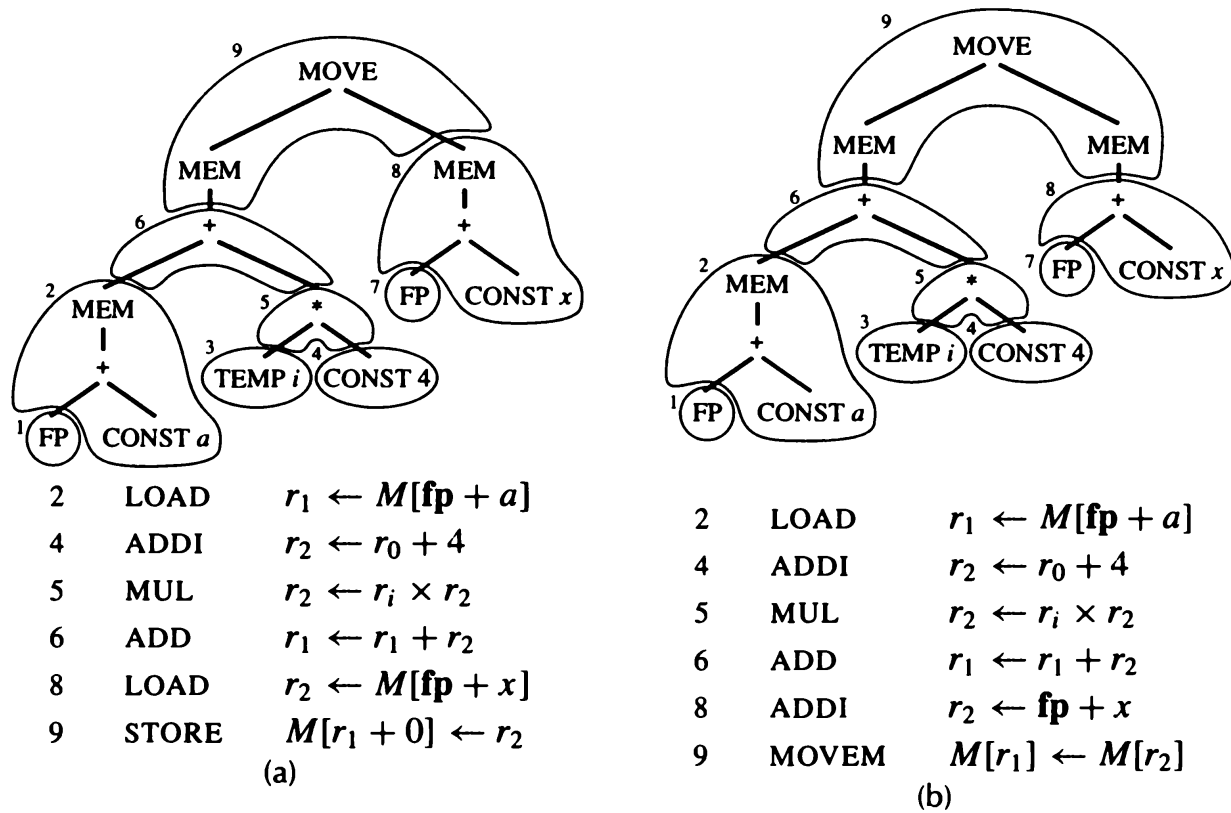 9
MOVE
MEM
8
MEM
6
+
+
2
MEM
5
*
7
FP
CONST x
+
3
TEMP i
4
CONST 4
1
FP
CONST a
2 LOAD r₁ ← M[fp + a]
4 ADDI r₂ ← r₀ + 4
5 MUL r₂ ← rᵢ × r₂
6 ADD r₁ ← r₁ + r₂
8 LOAD r₂ ← M[fp + x]
9 STORE M[r₁ + 0] ← r₂
(a)
9
MOVE
MEM
MEM
6
+
8
+
2
MEM
5
*
7
FP
CONST x
+
3
TEMP i
4
CONST 4
1
FP
CONST a
2 LOAD r₁ ← M[fp + a]
4 ADDI r₂ ← r₀ + 4
5 MUL r₂ ← rᵢ × r₂
6 ADD r₁ ← r₁ + r₂
8 ADDI r₂ ← fp + x
9 MOVEM M[r₁] ← M[r₂]
(b)